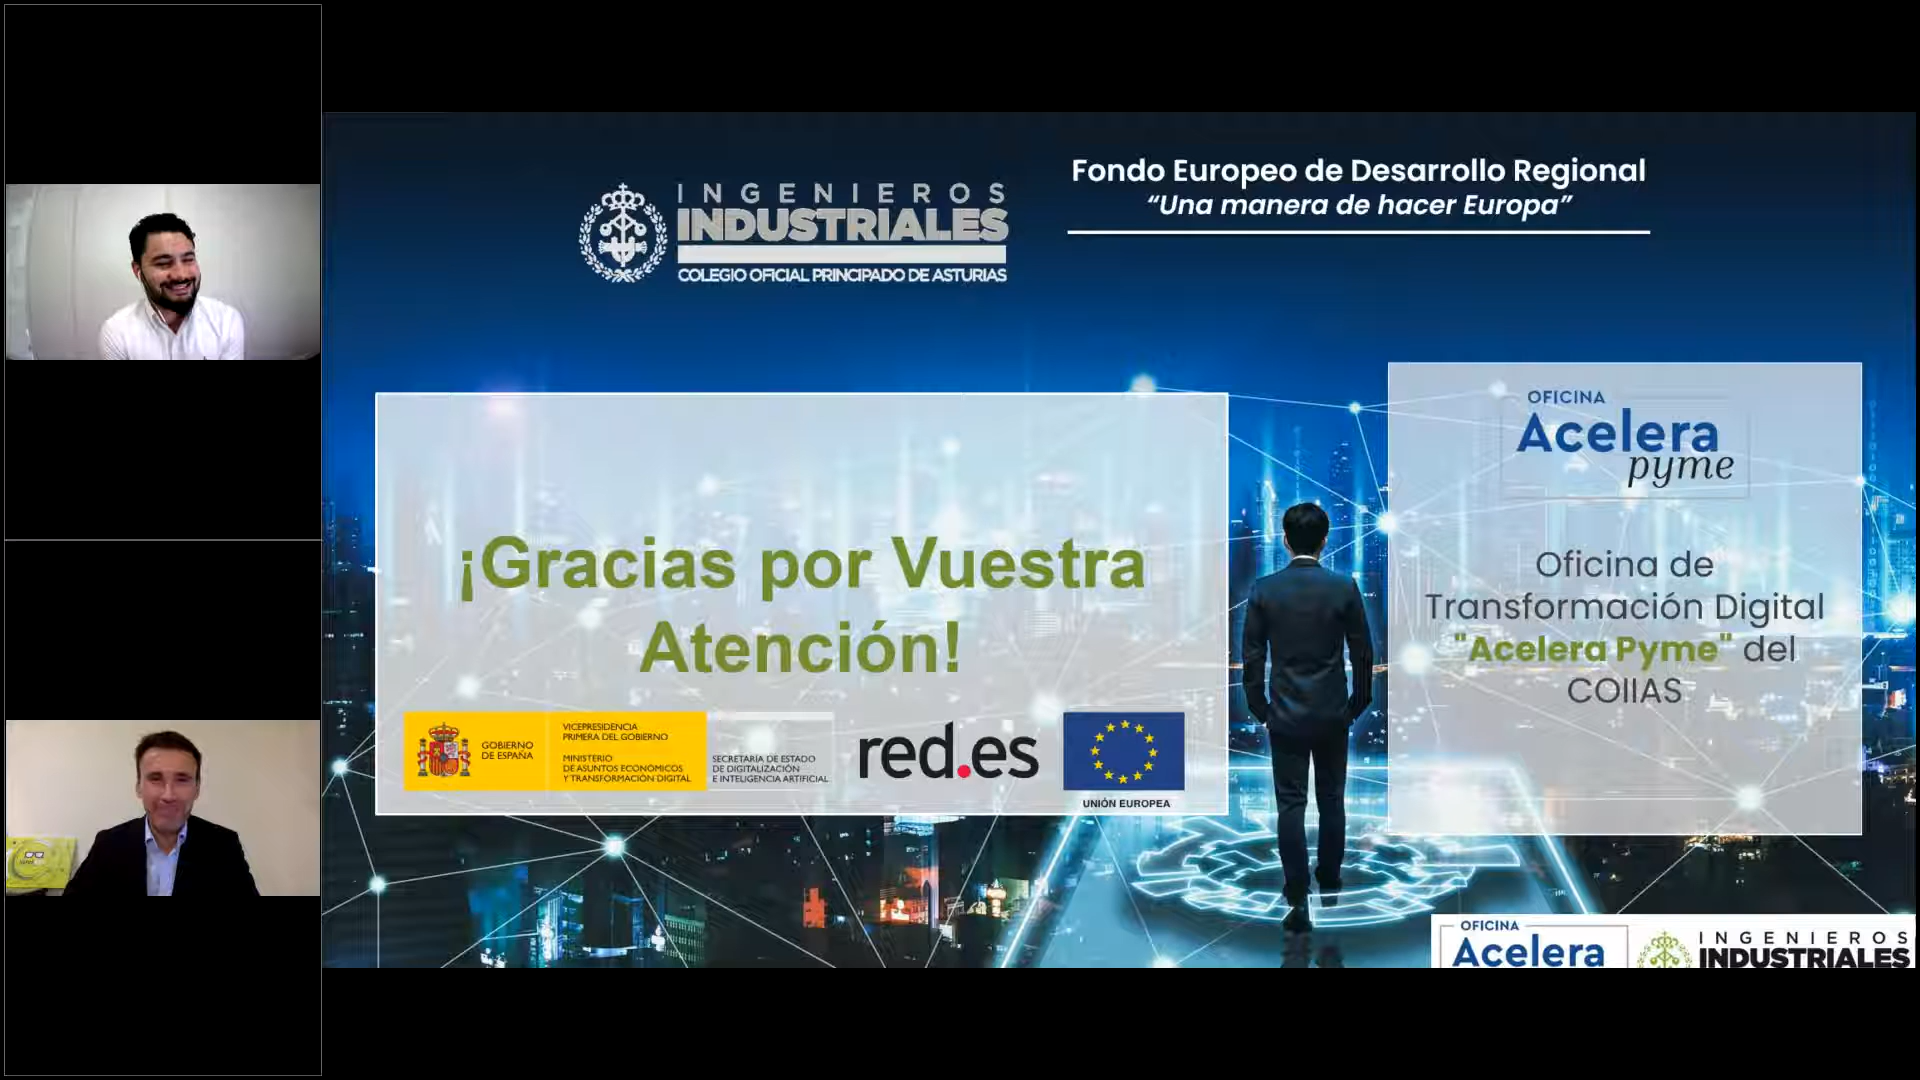 INGENIEROS
INDUSTRIALES
COLEGIO OFICIAL PRINCIPADO DE ASTURIAS
Fondo Europeo de Desarrollo Regional
“Una manera de hacer Europa”
¡Gracias por Vuestra
Atención!
GOBIERNO
DE ESPAÑA
VICEPRESIDENCIA
PRIMERA DEL GOBIERNO
MINISTERIO
DE ASUNTOS ECONÓMICOS
Y TRANSFORMACIÓN DIGITAL
SECRETARÍA DE ESTADO
DE DIGITALIZACIÓN
E INTELIGENCIA ARTIFICIAL
red.es
UNIÓN EUROPEA
OFICINA
Acelera
pyme
Oficina de
Transformación Digital
"Acelera Pyme" del
COIIAS
OFICINA
Acelera
INGENIEROS
INDUSTRIALES